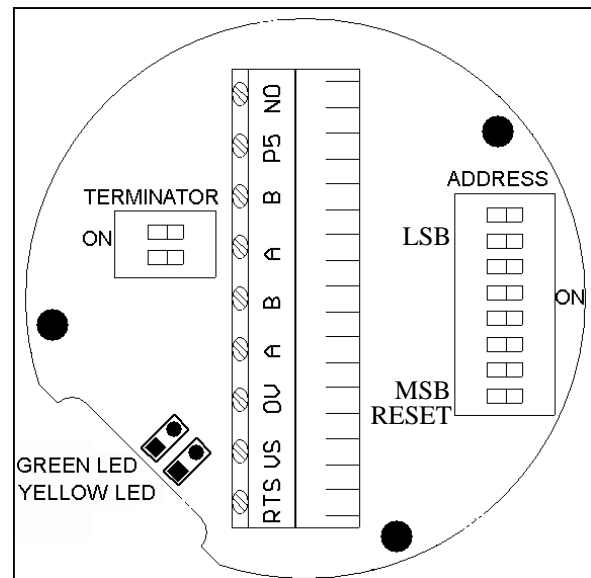 TERMINATOR
ON
NO
P5
B
A
B
A
0V
VS
RTS
ADDRESS
LSB
ON
MSB
RESET
GREEN LED
YELLOW LED